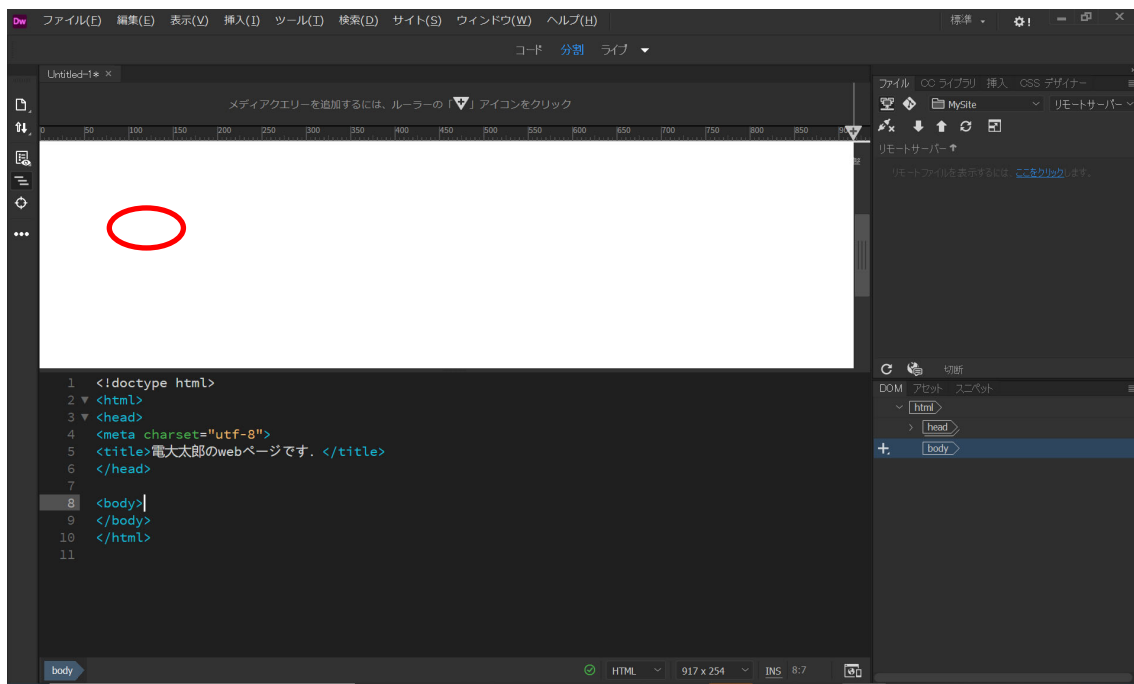 Dw ファイル(F) 編集(E) 表示(V) 挿入(I) ツール(T) 検索(D) サイト(S) ウィンドウ(W) ヘルプ(H) 標準
コード 分割 ライブ
Untitled-1* ×
ファイル CC ライブラリ 挿入 CSS デザイナー
メディアクエリーを追加するには、ルーラーの「」アイコンをクリック
MySite リモートサーバー
0 50 100 150 200 250 300 350 400 450 500 550 600 650 700 750 800 850 900
リモートサーバー
リモートファイルを表示するには ここをクリックします。
切断
DOM アセット スニペット
html
head
body
1 <!doctype html>
2 <html>
3 <head>
4 <meta charset="utf-8">
5 <title>電大太郎のwebページです．</title>
6 </head>
7
8 <body>
9 </body>
10 </html>
11
body HTML 917 x 254 INS 8:7